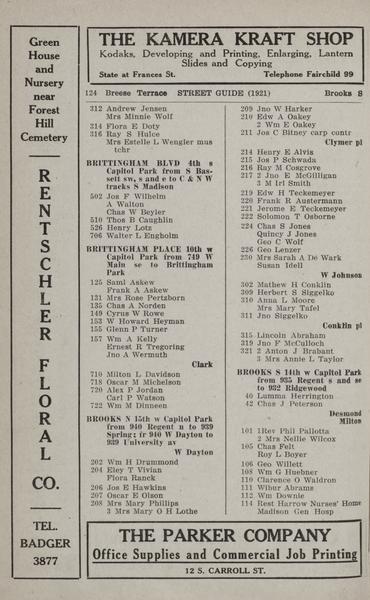 Green
House
and
Nursery
near
Forest
Hill
Cemetery
RENTSCHLER FLORAL
CO.
TEL.
BADGER
3877
THE KAMERA KRAFT SHOP
Kodaks, Developing and Printing, Enlarging, Lantern
Slides and Copying
State at Frances St. Telephone Fairchild 99
124 Breese Terrace STREET GUIDE (1921) Brooks S
312 Andrew Jensen
Mrs Minnie Wolf
314 Flora E Doty
316 Ray S Hulce
Mrs Estelle L Wengler mus
tchr
BRITTINGHAM BLVD 4th s
Capitol Park from S Bas-
sett sw, s and e to C & N W
tracks S Madison
502 Jos F Wilhelm
A Walton
Chas W Beyler
510 Thos B Caughlin
526 Henry Lotz
706 Walter L Engholm
BRITTINGHAM PLACE 10th w
Capitol Park from 749 W
Main se to Brittingham
Park
125 Saml Askew
Frank A Askew
131 Mrs Rose Pertzborn
135 Chas A Norden
149 Cyrus W Rowe
153 W Howard Heyman
155 Glenn P Turner
157 Wm A Kelly
Ernest R Tregoring
Jno A Wermuth
Clark
710 Milton L Davidson
718 Oscar M Michelson
720 Alex P Jordan
Carl P Watson
722 Wm M Dinneen
BROOKS N 15th w Capitol Park
from 940 Regent n to 939
Spring; fr 940 W Dayton to
929 University av
W Dayton
202 Wm H Drummond
204 Eley T Vivian
Flora Ranck
206 Jos E Hawkins
207 Oscar E Olson
208 Mrs Mary Phillips
3 Mrs Mary O H Lothe
209 Jno W Harker
210 Edw A Oakey
2 Wm E Oakey
211 Jos C Bitney carp contr
Clymer pl
214 Henry E Alvis
215 Jos P Schwada
216 Ray M Cosgrove
217 2 Jno E McGilligan
3 M Irl Smith
219 Edw H Teckemeyer
220 Frank R Austermann
221 Jerome E Teckemeyer
222 Solomon T Osborne
224 Chas S Jones
Quincy J Jones
Geo C Wolf
226 Geo Lenzer
230 Mrs Sarah A De Wark
Susan Idell
W Johnson
302 Mathew H Conklin
309 Herbert S Siggelko
310 Anna L Moore
Mrs Mary Tafel
311 Jno Siggelko
Conklin pl
315 Lincoln Abraham
319 Jno F McCulloch
321 2 Anton J Brabant
3 Mrs Annie L Taylor
BROOKS S 14th w Capitol Park
from 935 Regent s and se
to 932 Ridgewood
40 Lumma Herrington
42 Chas J Peterson
Desmond
Milton
101 1Rev Phil Pallotta
2 Mrs Nellie Wilcox
105 Chas Felt
Roy L Boyer
106 Geo Willett
108 Wm G Huebner
110 Clarence O Waldron
111 Wilbur Abrams
112 Wm Downie
114 Rest Harrow Nurses' Home
Madison Gen Hosp
THE PARKER COMPANY
Office Supplies and Commercial Job Printing
12 S. CARROLL ST.